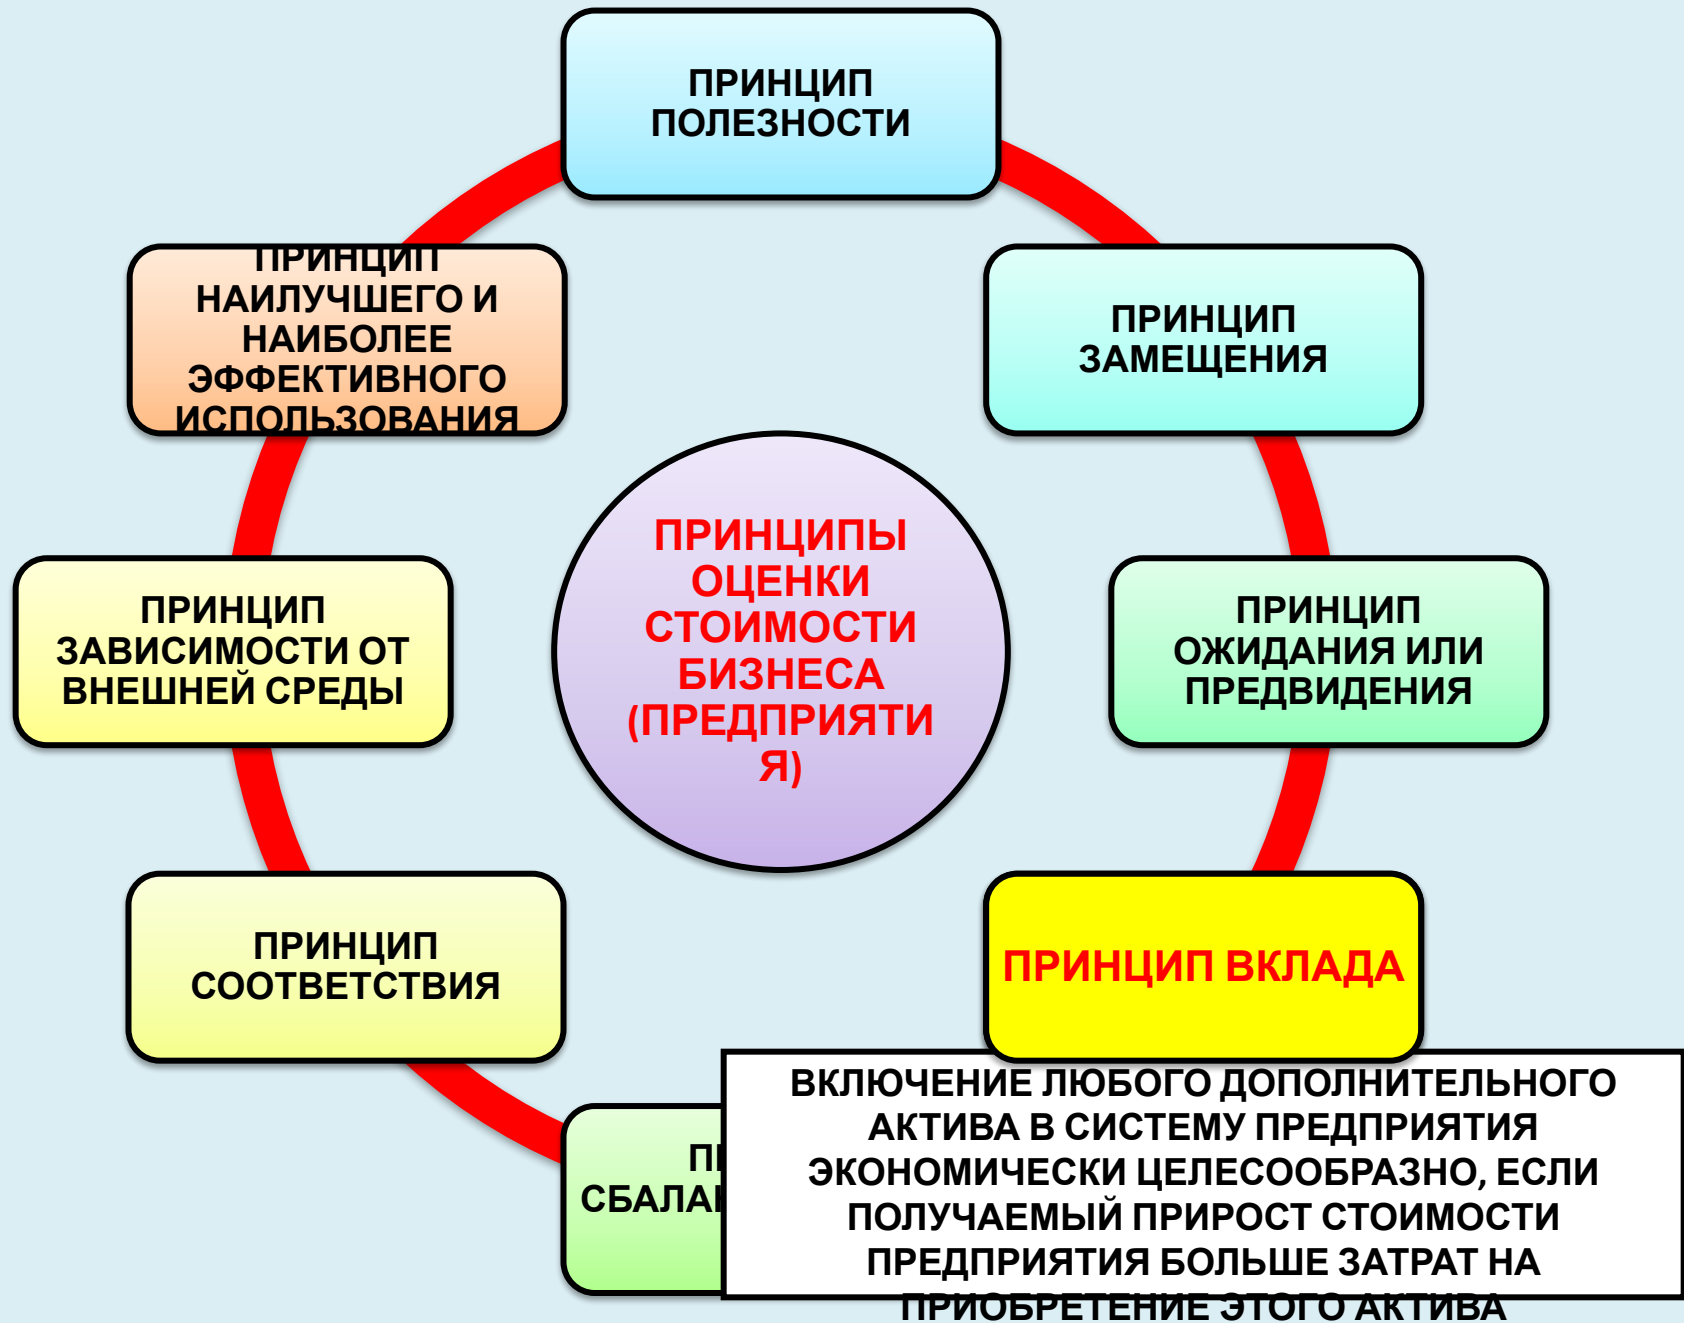 ПРИНЦИП
ПОЛЕЗНОСТИ
ПРИНЦИП
НАИЛУЧШЕГО И
НАИБОЛЕЕ
ЭФФЕКТИВНОГО
ИСПОЛЬЗОВАНИЯ
ПРИНЦИП
ЗАМЕЩЕНИЯ
ПРИНЦИПЫ
ОЦЕНКИ
СТОИМОСТИ
БИЗНЕСА
(ПРЕДПРИЯТИ
Я)
ПРИНЦИП
ЗАВИСИМОСТИ ОТ
ВНЕШНЕЙ СРЕДЫ
ПРИНЦИП
ОЖИДАНИЯ ИЛИ
ПРЕДВИДЕНИЯ
ПРИНЦИП
СООТВЕТСТВИЯ
ПРИНЦИП ВКЛАДА
ВКЛЮЧЕНИЕ ЛЮБОГО ДОПОЛНИТЕЛЬНОГО
АКТИВА В СИСТЕМУ ПРЕДПРИЯТИЯ
ЭКОНОМИЧЕСКИ ЦЕЛЕСООБРАЗНО, ЕСЛИ
ПОЛУЧАЕМЫЙ ПРИРОСТ СТОИМОСТИ
ПРЕДПРИЯТИЯ БОЛЬШЕ ЗАТРАТ НА
ПРИОБРЕТЕНИЕ ЭТОГО АКТИВА